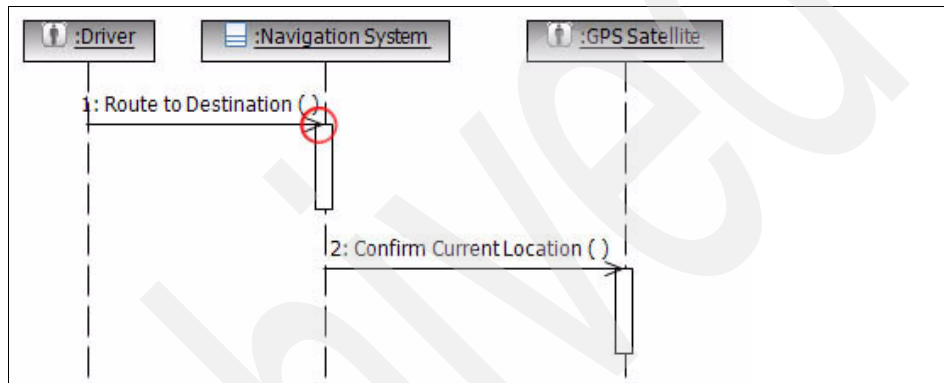 :Driver
:Navigation System
:GPS Satellite
1: Route to Destination ( )
2: Confirm Current Location ( )